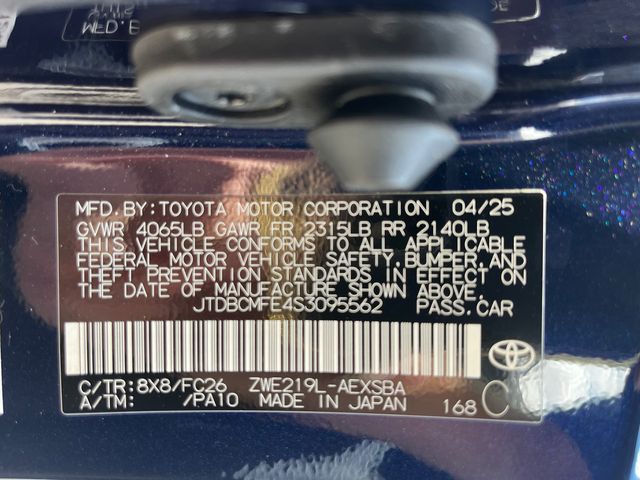 MFD.BY:TOYOTA MOTOR CORPORATION 04/25
GVWR 4065LB GAWR FR 2315LB RR 2140LB
THIS VEHICLE CONFORMS TO ALL APPLICABLE
FEDERAL MOTOR VEHICLE SAFETY,BUMPER,AND
THEFT PREVENTION STANDARDS IN EFFECT ON
THE DATE OF MANUFACTURE SHOWN ABOVE.
JTDBCMFE4S3095562 PASS.CAR
C/TR:8X8/FC26 ZWE219L-AEXSBA
A/TM: /PA10 MADE IN JAPAN 168 C